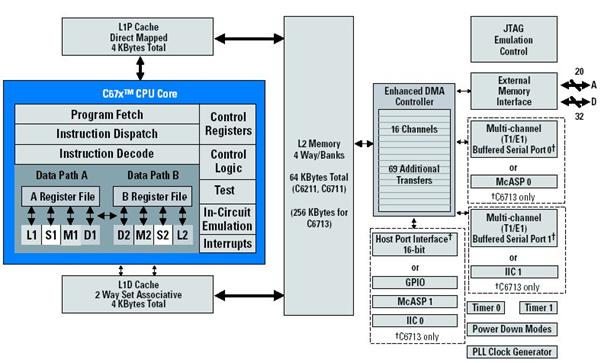 L1P Cache
Direct Mapped
4 KBytes Total
C67x™ CPU Core
Program Fetch
Instruction Dispatch
Instruction Decode
Control
Registers
Control
Logic
Test
In-Circuit
Emulation
Interrupts
Data Path A
Data Path B
A Register File
B Register File
L1 S1 M1 D1
D2 M2 S2 L2
L1D Cache
2 Way Set Associative
4 KBytes Total
L2 Memory
4 Way/Banks
64 KBytes Total
(C6211, C6711)
(256 KBytes for
C6713)
Enhanced DMA
Controller
16 Channels
69 Additional
Transfers
Host Port Interface†
16-bit
or
GPIO
McASP 1
IIC 0
†C6713 only
JTAG
Emulation
Control
External
Memory
Interface
20
A
D
32
Multi-channel
(T1/E1)
Buffered Serial Port 0†
or
McASP 0
†C6713 only
Multi-channel
(T1/E1)
Buffered Serial Port 1†
or
IIC 1
†C6713 only
Timer 0
Timer 1
Power Down Modes
PLL Clock Generator